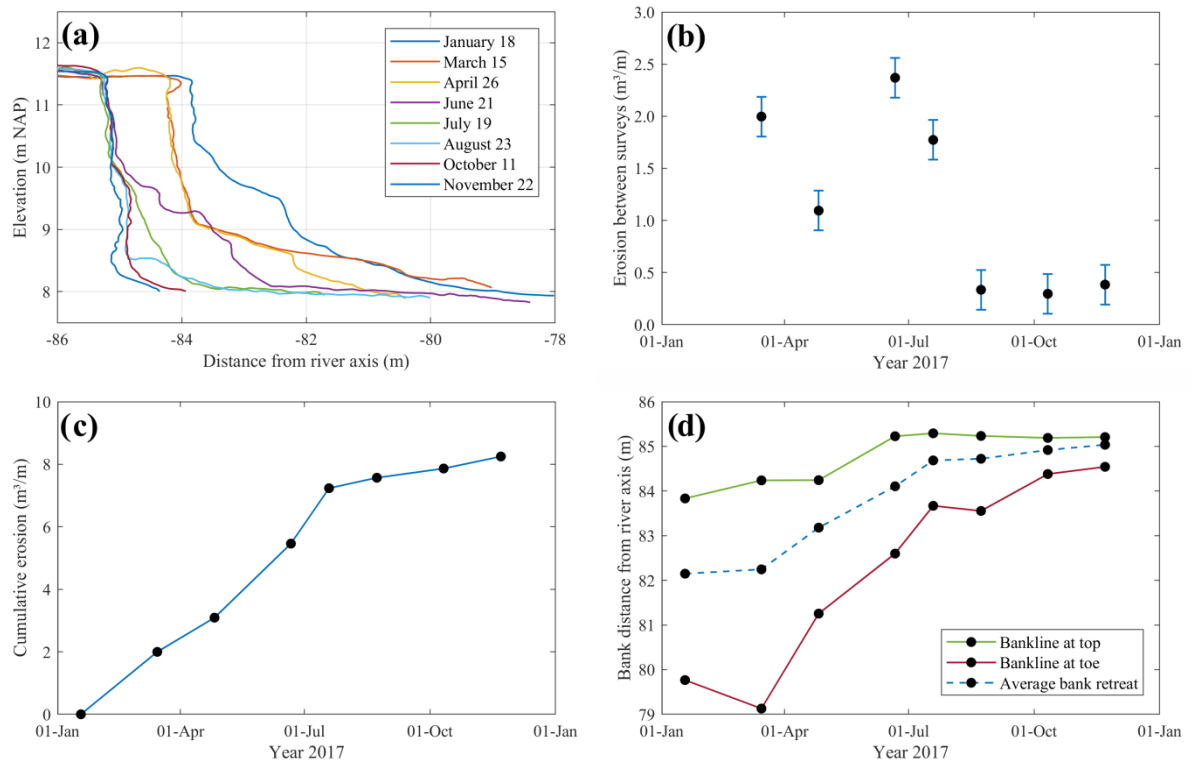 (a)
12
11
10
9
8
Elevation (m NAP)
-86
-84
-82
-80
-78
Distance from river axis (m)
January 18
March 15
April 26
June 21
July 19
August 23
October 11
November 22
(b)
3.0
2.5
2.0
1.5
1.0
0.5
0.0
Erosion between surveys (m³/m)
01-Jan
01-Apr
01-Jul
01-Oct
01-Jan
Year 2017
(c)
10
8
6
4
2
0
Cumulative erosion (m³/m)
01-Jan
01-Apr
01-Jul
01-Oct
01-Jan
Year 2017
(d)
86
85
84
83
82
81
80
79
Bank distance from river axis (m)
01-Jan
01-Apr
01-Jul
01-Oct
01-Jan
Year 2017
Bankline at top
Bankline at toe
Average bank retreat